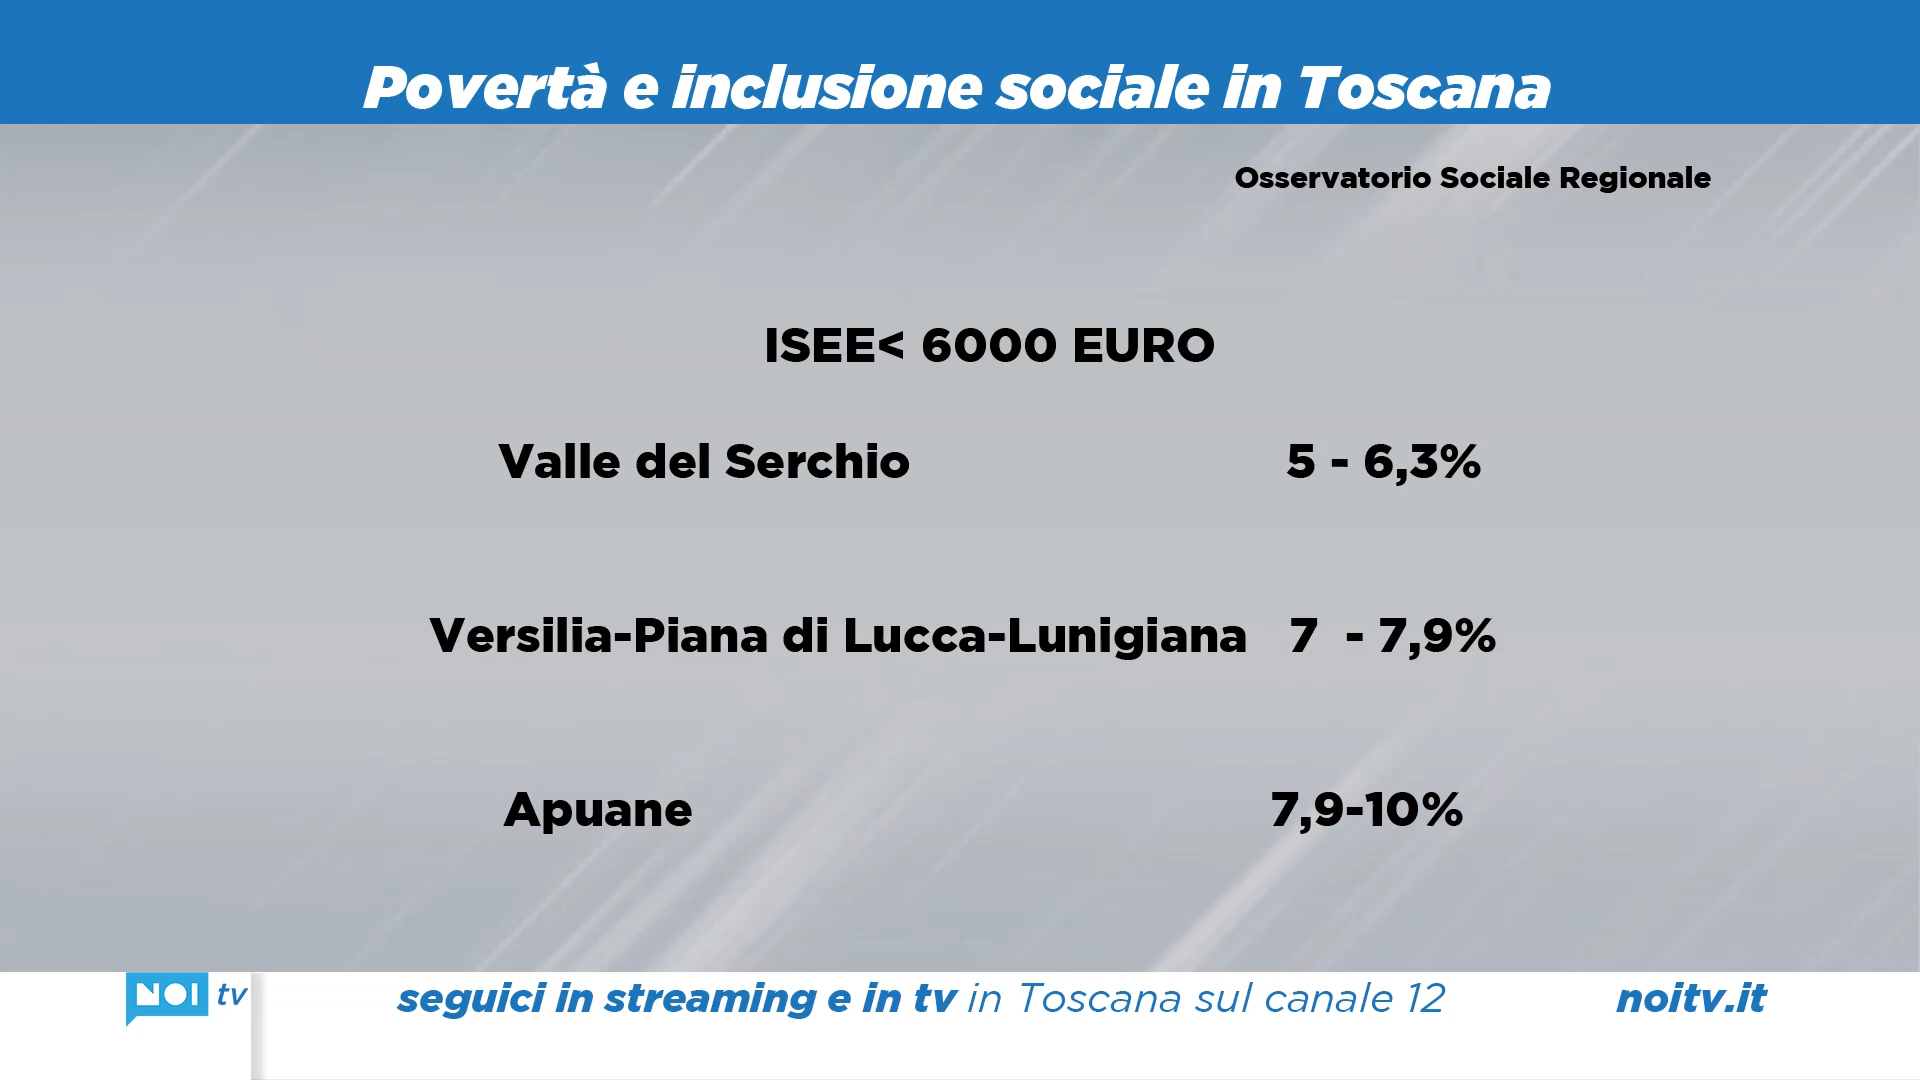 Povertà e inclusione sociale in Toscana
Osservatorio Sociale Regionale
ISEE< 6000 EURO
Valle del Serchio 5 - 6,3%
Versilia-Piana di Lucca-Lunigiana 7 - 7,9%
Apuane 7,9-10%
NOI tv seguici in streaming e in tv in Toscana sul canale 12 noitv.it